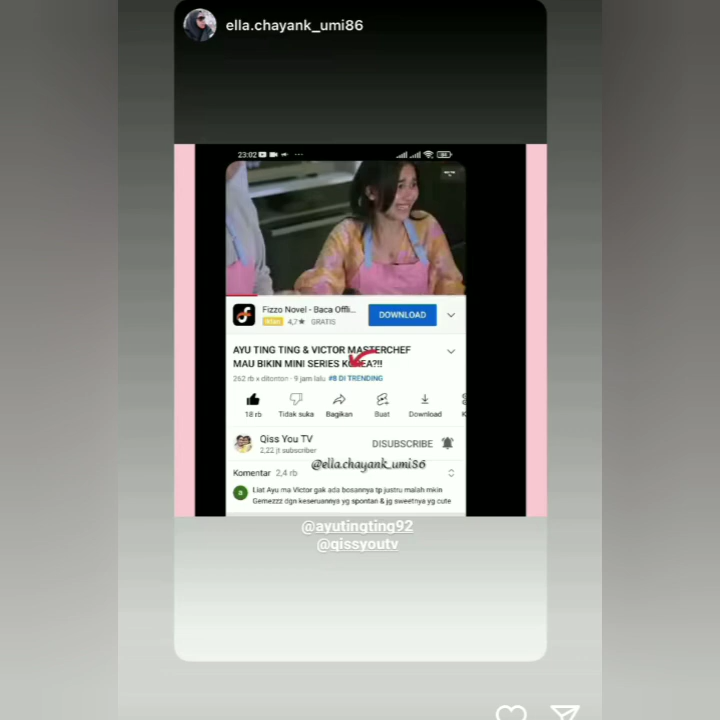 ella.chayank_umi86
23:02
Fizzo Novel - Baca Offli...
Iklan 4,7★ GRATIS
DOWNLOAD
AYU TING TING & VICTOR MASTERCHEF
MAU BIKIN MINI SERIES KOREA?!!
262 rb x ditonton · 9 jam lalu #8 DI TRENDING
18 rb Tidak suka Bagikan Buat Download
Qiss You TV
2,22 jt subscriber
DISUBSCRIBE
@ella.chayank_umi86
Komentar 2,4 rb
a
Liat Ayu ma Victor gak ada bosannya tp justru malah mkin
Gemezzz dgn keseruannya yg spontan & jg sweetnya yg cute
@ayutingting92
@qissyoutv